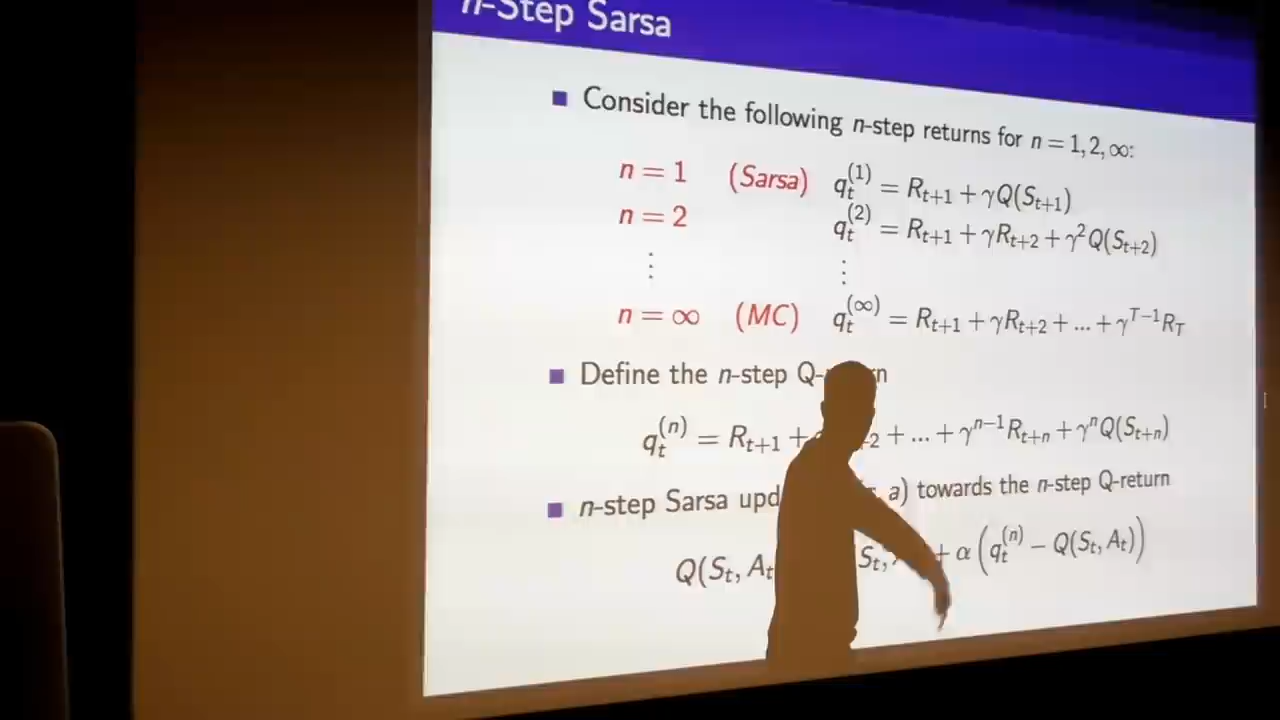 n-Step Sarsa
Consider the following n-step returns for n = 1, 2, ∞:
n = 1 (Sarsa) q_t^(1) = R_{t+1} + γQ(S_{t+1})
n = 2 q_t^(2) = R_{t+1} + γR_{t+2} + γ²Q(S_{t+2})
⋮ ⋮
n = ∞ (MC) q_t^(∞) = R_{t+1} + γR_{t+2} + ... + γ^{T−1}R_T
Define the n-step
q_t^(n) = R_{t+1} + + ... + γ^{n−1}R_{t+n} + γ^nQ(S_{t+n})
n-step Sarsa a) towards the n-step Q-return
Q(S_t, A_t S_t, + α (q_t^(n) − Q(S_t, A_t))